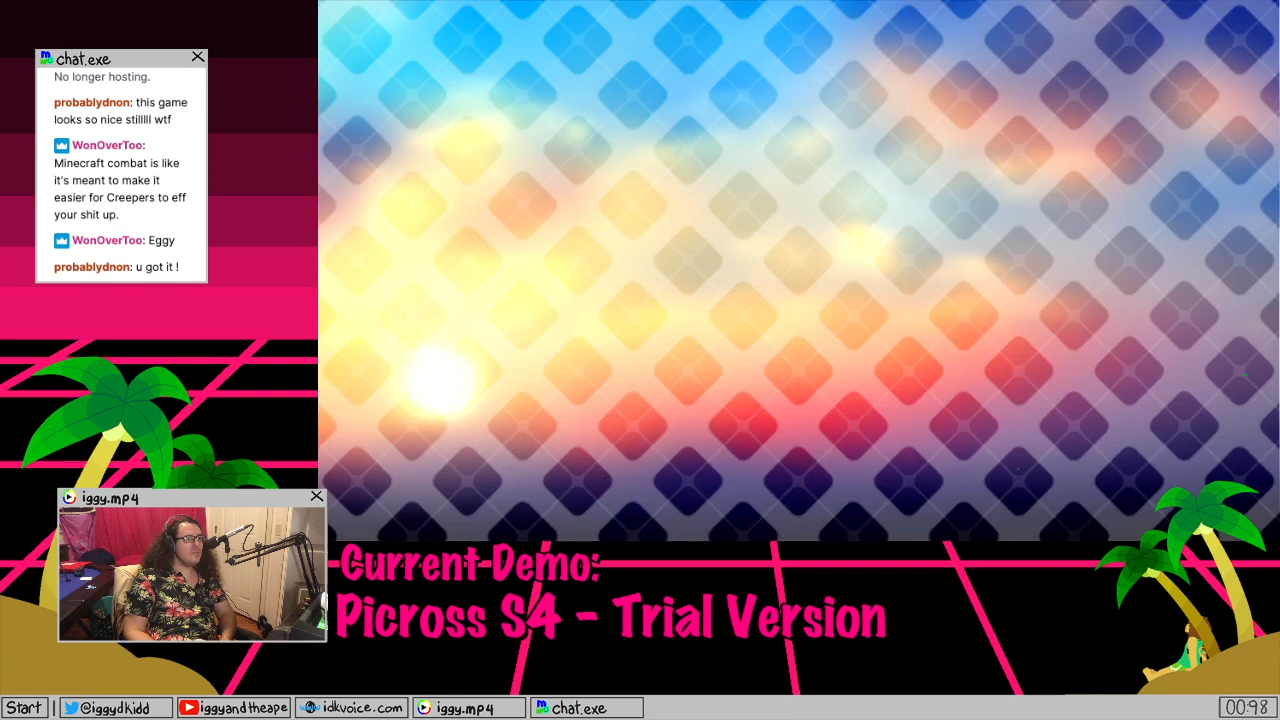 chat.exe
No longer hosting.
probablydnon: this game
looks so nice stilllll wtf
WonOverToo:
Minecraft combat is like
it's meant to make it
easier for Creepers to eff
your shit up.
WonOverToo: Eggy
probablydnon: u got it !
iggy.mp4
Current Demo:
Picross S4 - Trial Version
Start
@iggydkidd
iggyandtheape
www idkvoice.com
iggy.mp4
chat.exe
00:98